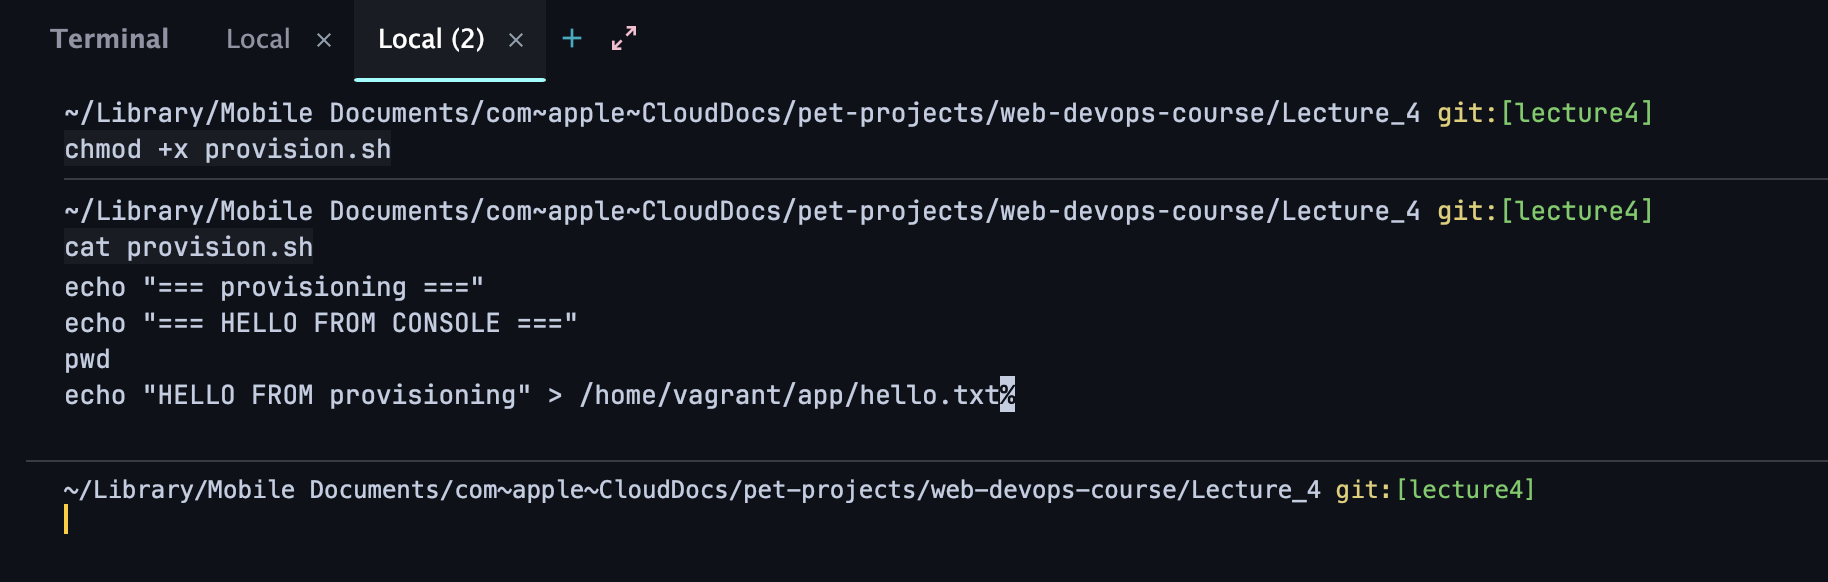 Terminal Local × Local (2) × +
~/Library/Mobile Documents/com~apple~CloudDocs/pet-projects/web-devops-course/Lecture_4 git:[lecture4]
chmod +x provision.sh
~/Library/Mobile Documents/com~apple~CloudDocs/pet-projects/web-devops-course/Lecture_4 git:[lecture4]
cat provision.sh
echo "=== provisioning ==="
echo "=== HELLO FROM CONSOLE ==="
pwd
echo "HELLO FROM provisioning" > /home/vagrant/app/hello.txt%
~/Library/Mobile Documents/com~apple~CloudDocs/pet-projects/web-devops-course/Lecture_4 git:[lecture4]